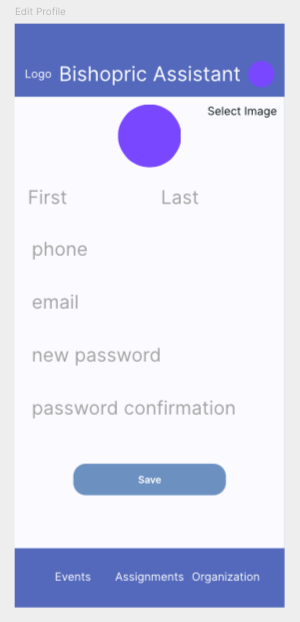 Edit Profile
Logo Bishopric Assistant
Select Image
First Last
phone
email
new password
password confirmation
Save
Events Assignments Organization